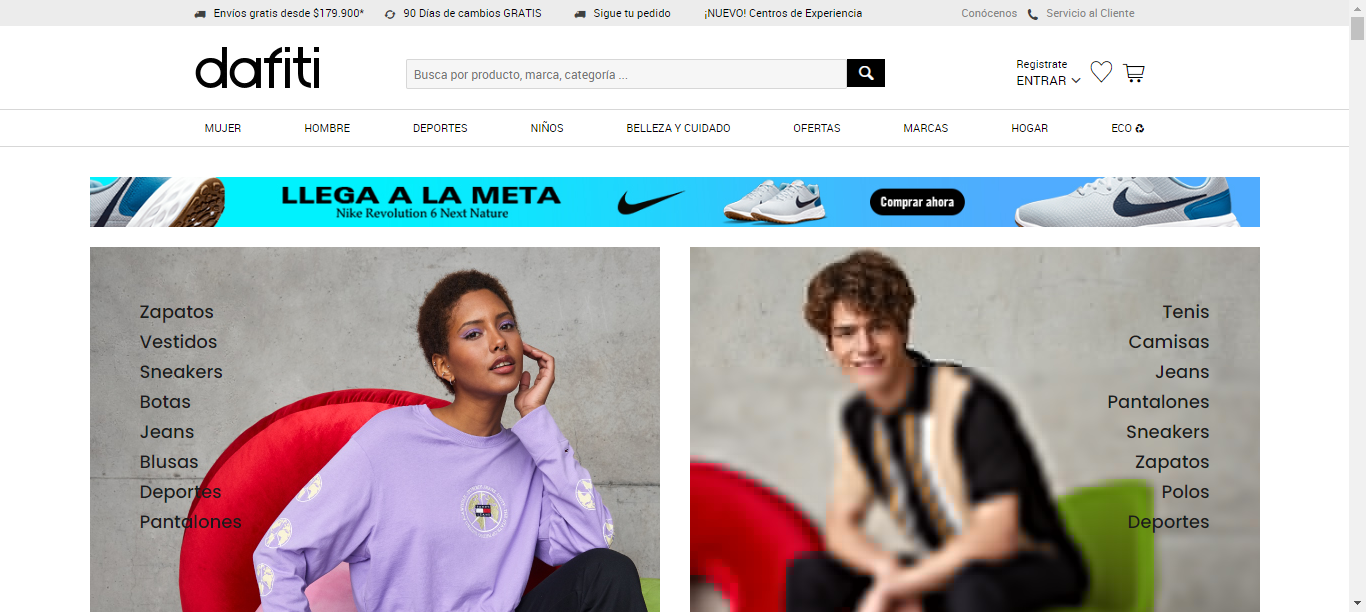 Envíos gratis desde $179.900*
90 Días de cambios GRATIS
Sigue tu pedido
¡NUEVO! Centros de Experiencia
Conócenos
Servicio al Cliente
dafiti
Busca por producto, marca, categoría ...
Registrate
ENTRAR
MUJER
HOMBRE
DEPORTES
NIÑOS
BELLEZA Y CUIDADO
OFERTAS
MARCAS
HOGAR
ECO ♻
LLEGA A LA META
Nike Revolution 6 Next Nature
Comprar ahora
Zapatos
Vestidos
Sneakers
Botas
Jeans
Blusas
Deportes
Pantalones
Tenis
Camisas
Jeans
Pantalones
Sneakers
Zapatos
Polos
Deportes